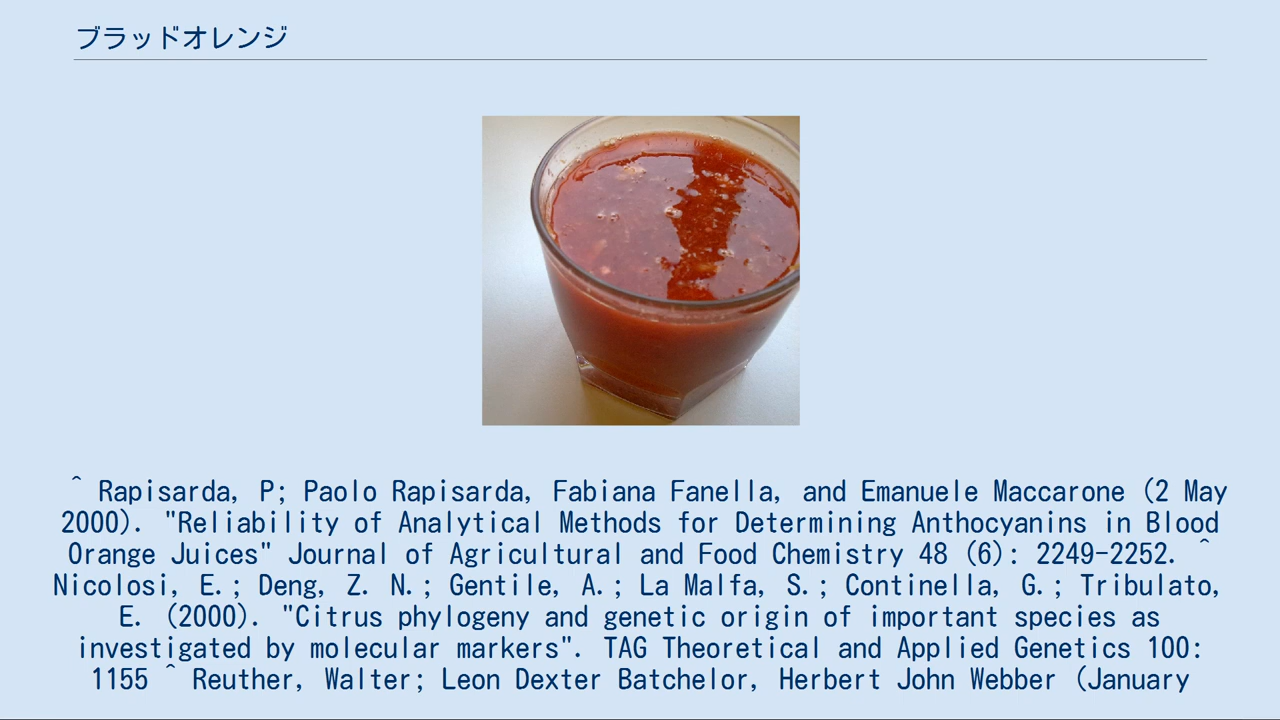 ブラッドオレンジ
^ Rapisarda, P; Paolo Rapisarda, Fabiana Fanella, and Emanuele Maccarone (2 May
2000). "Reliability of Analytical Methods for Determining Anthocyanins in Blood
Orange Juices" Journal of Agricultural and Food Chemistry 48 (6): 2249–2252. ^
Nicolosi, E.; Deng, Z. N.; Gentile, A.; La Malfa, S.; Continella, G.; Tribulato,
E. (2000). "Citrus phylogeny and genetic origin of important species as
investigated by molecular markers". TAG Theoretical and Applied Genetics 100:
1155 ^ Reuther, Walter; Leon Dexter Batchelor, Herbert John Webber (January